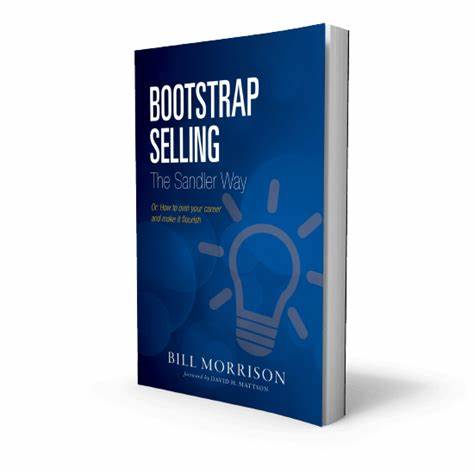 BOOTSTRAP
SELLING
The Sandler Way
Or: How to own your career
and make it flourish
BILL MORRISON
foreword by DAVID H. MATTSON